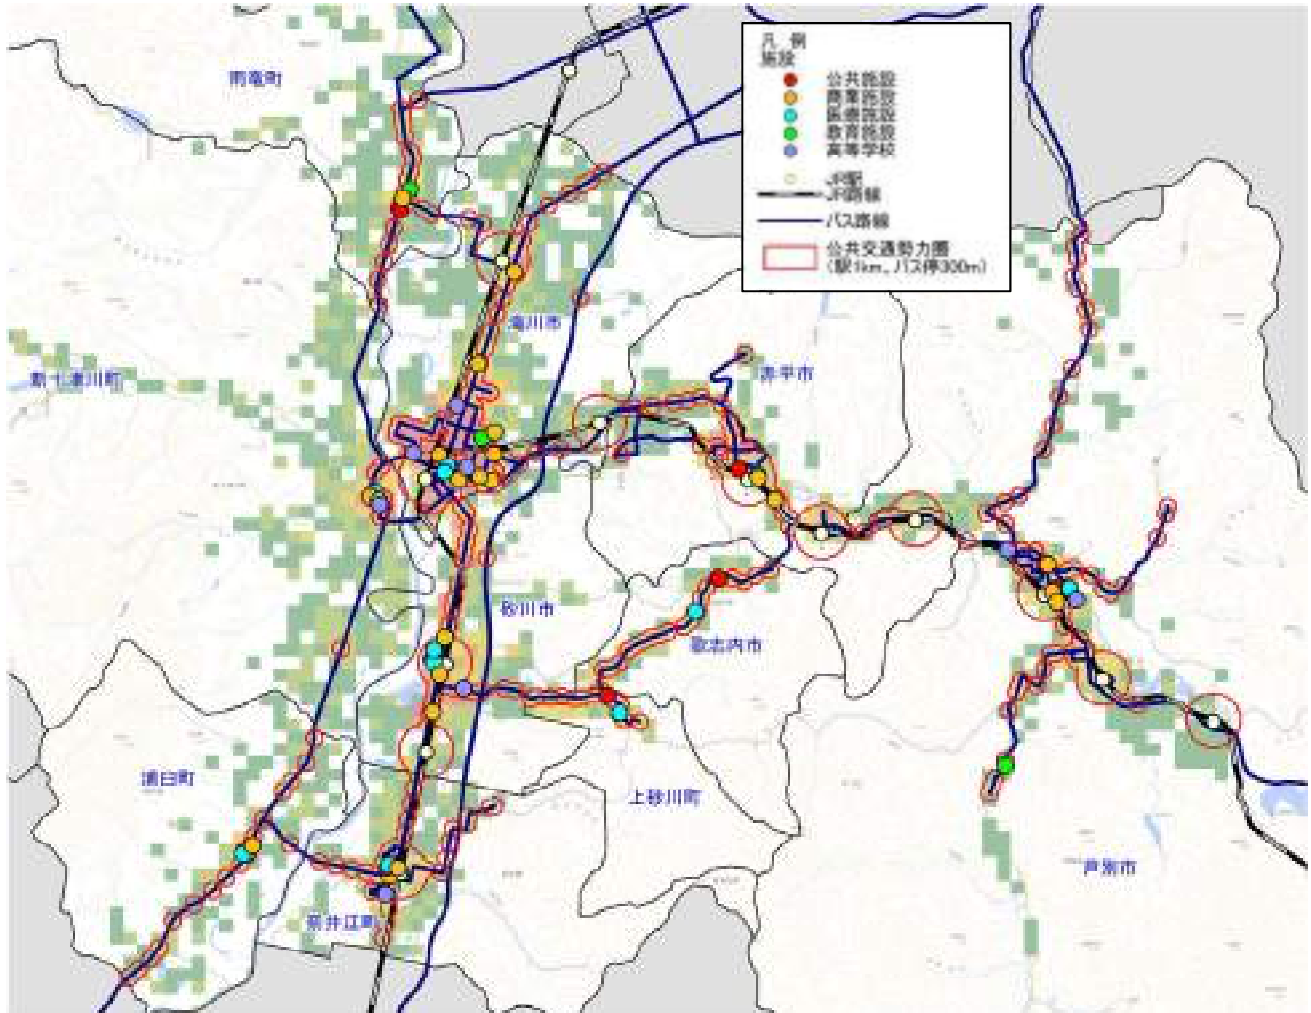 凡 例
施設
公共施設
商業施設
医療施設
教育施設
高等学校
JR駅
JR路線
バス路線
公共交通勢力圏
（駅1km、バス停300m）
雨竜町
滝川市
新十津川町
赤平市
砂川市
歌志内市
浦臼町
上砂川町
芦別市
奈井江町